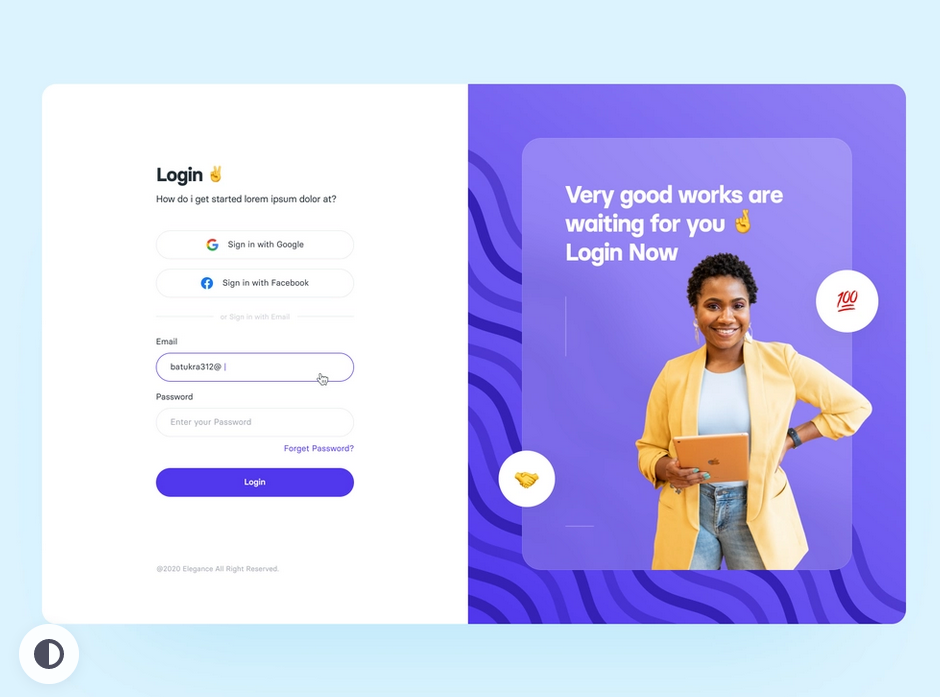 Login ✌️
How do i get started lorem ipsum dolor at?
Sign in with Google
Sign in with Facebook
or Sign in with Email
Email
batukra312@
Password
Enter your Password
Forget Password?
Login
@2020 Elegance All Right Reserved.
Very good works are
waiting for you 🤞
Login Now
💯